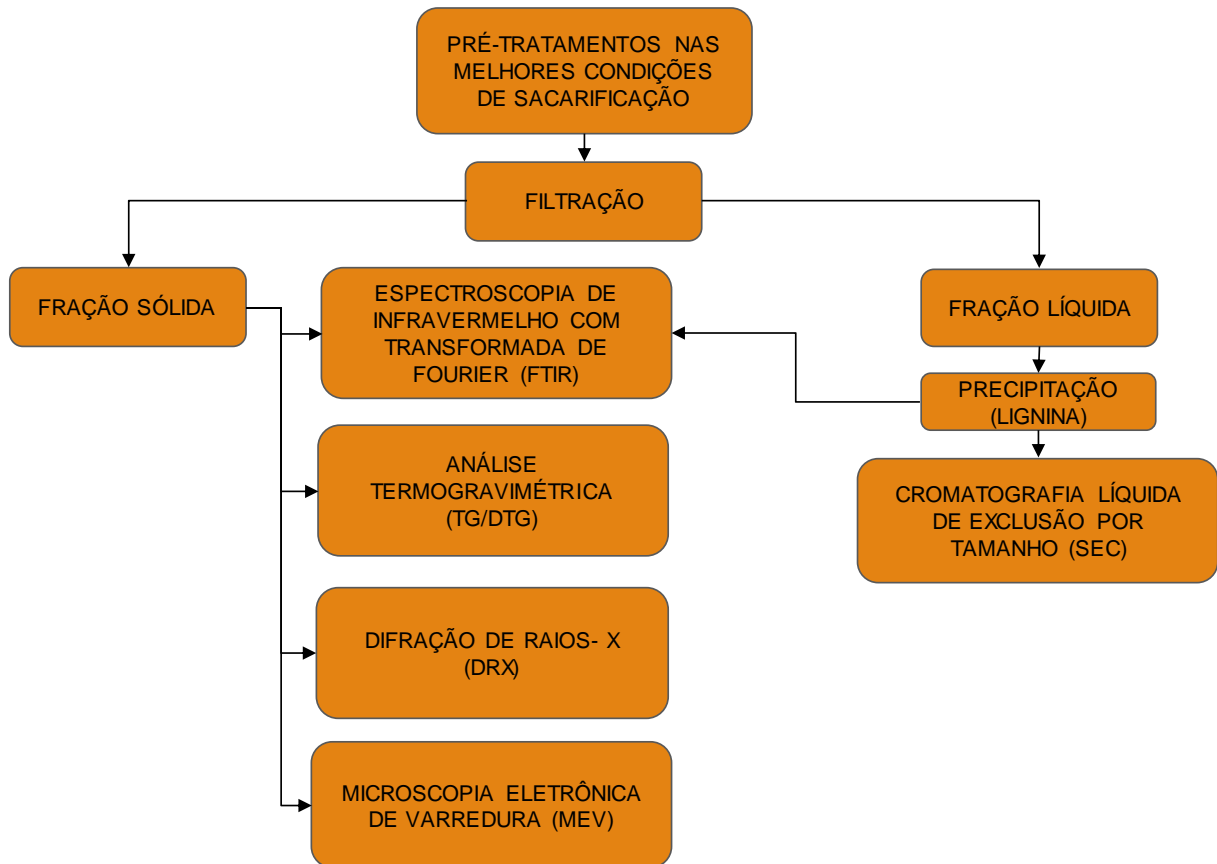 PRÉ-TRATAMENTOS NAS
MELHORES CONDIÇÕES
DE SACARIFICAÇÃO
FILTRAÇÃO
FRAÇÃO SÓLIDA
ESPECTROSCOPIA DE
INFRAVERMELHO COM
TRANSFORMADA DE
FOURIER (FTIR)
FRAÇÃO LÍQUIDA
PRECIPITAÇÃO
(LIGNINA)
ANÁLISE
TERMOGRAVIMÉTRICA
(TG/DTG)
CROMATOGRAFIA LÍQUIDA
DE EXCLUSÃO POR
TAMANHO (SEC)
DIFRAÇÃO DE RAIOS- X
(DRX)
MICROSCOPIA ELETRÔNICA
DE VARREDURA (MEV)